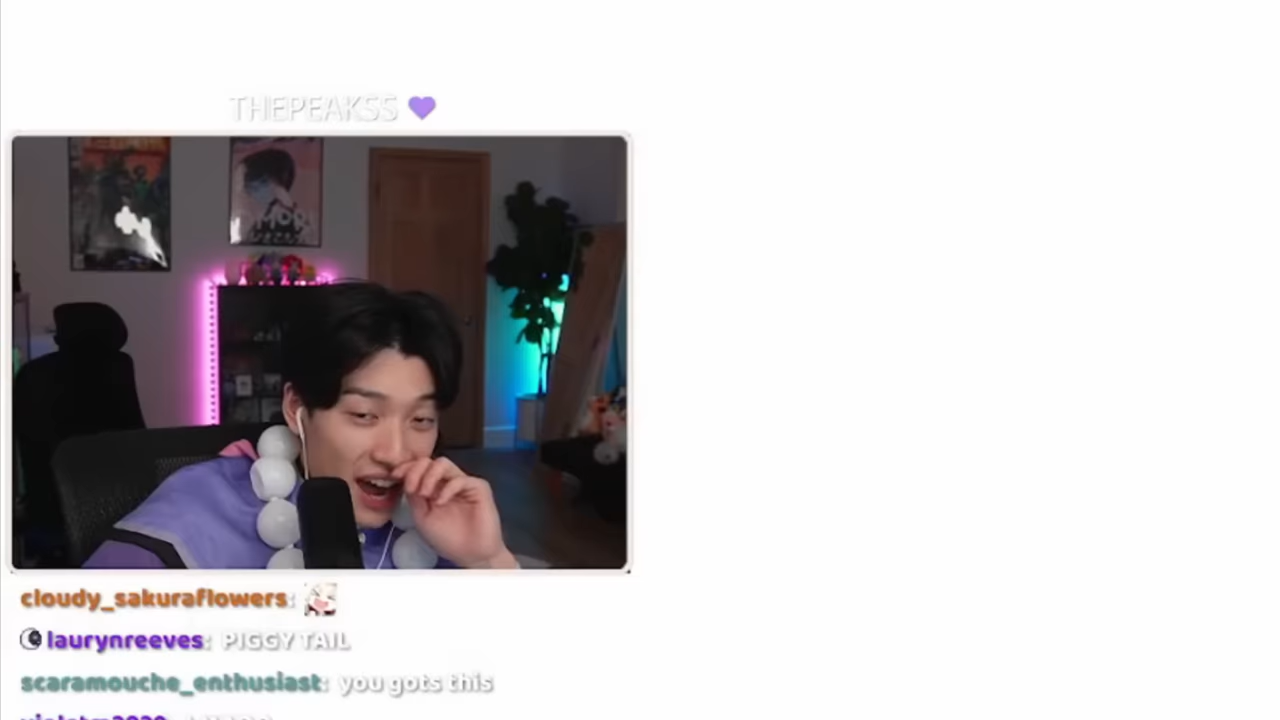 THEPEAKSS 💜
cloudy_sakuraflowers:
laurynreeves: PIGGY TAIL
scaramouche_enthusiast: you gots this